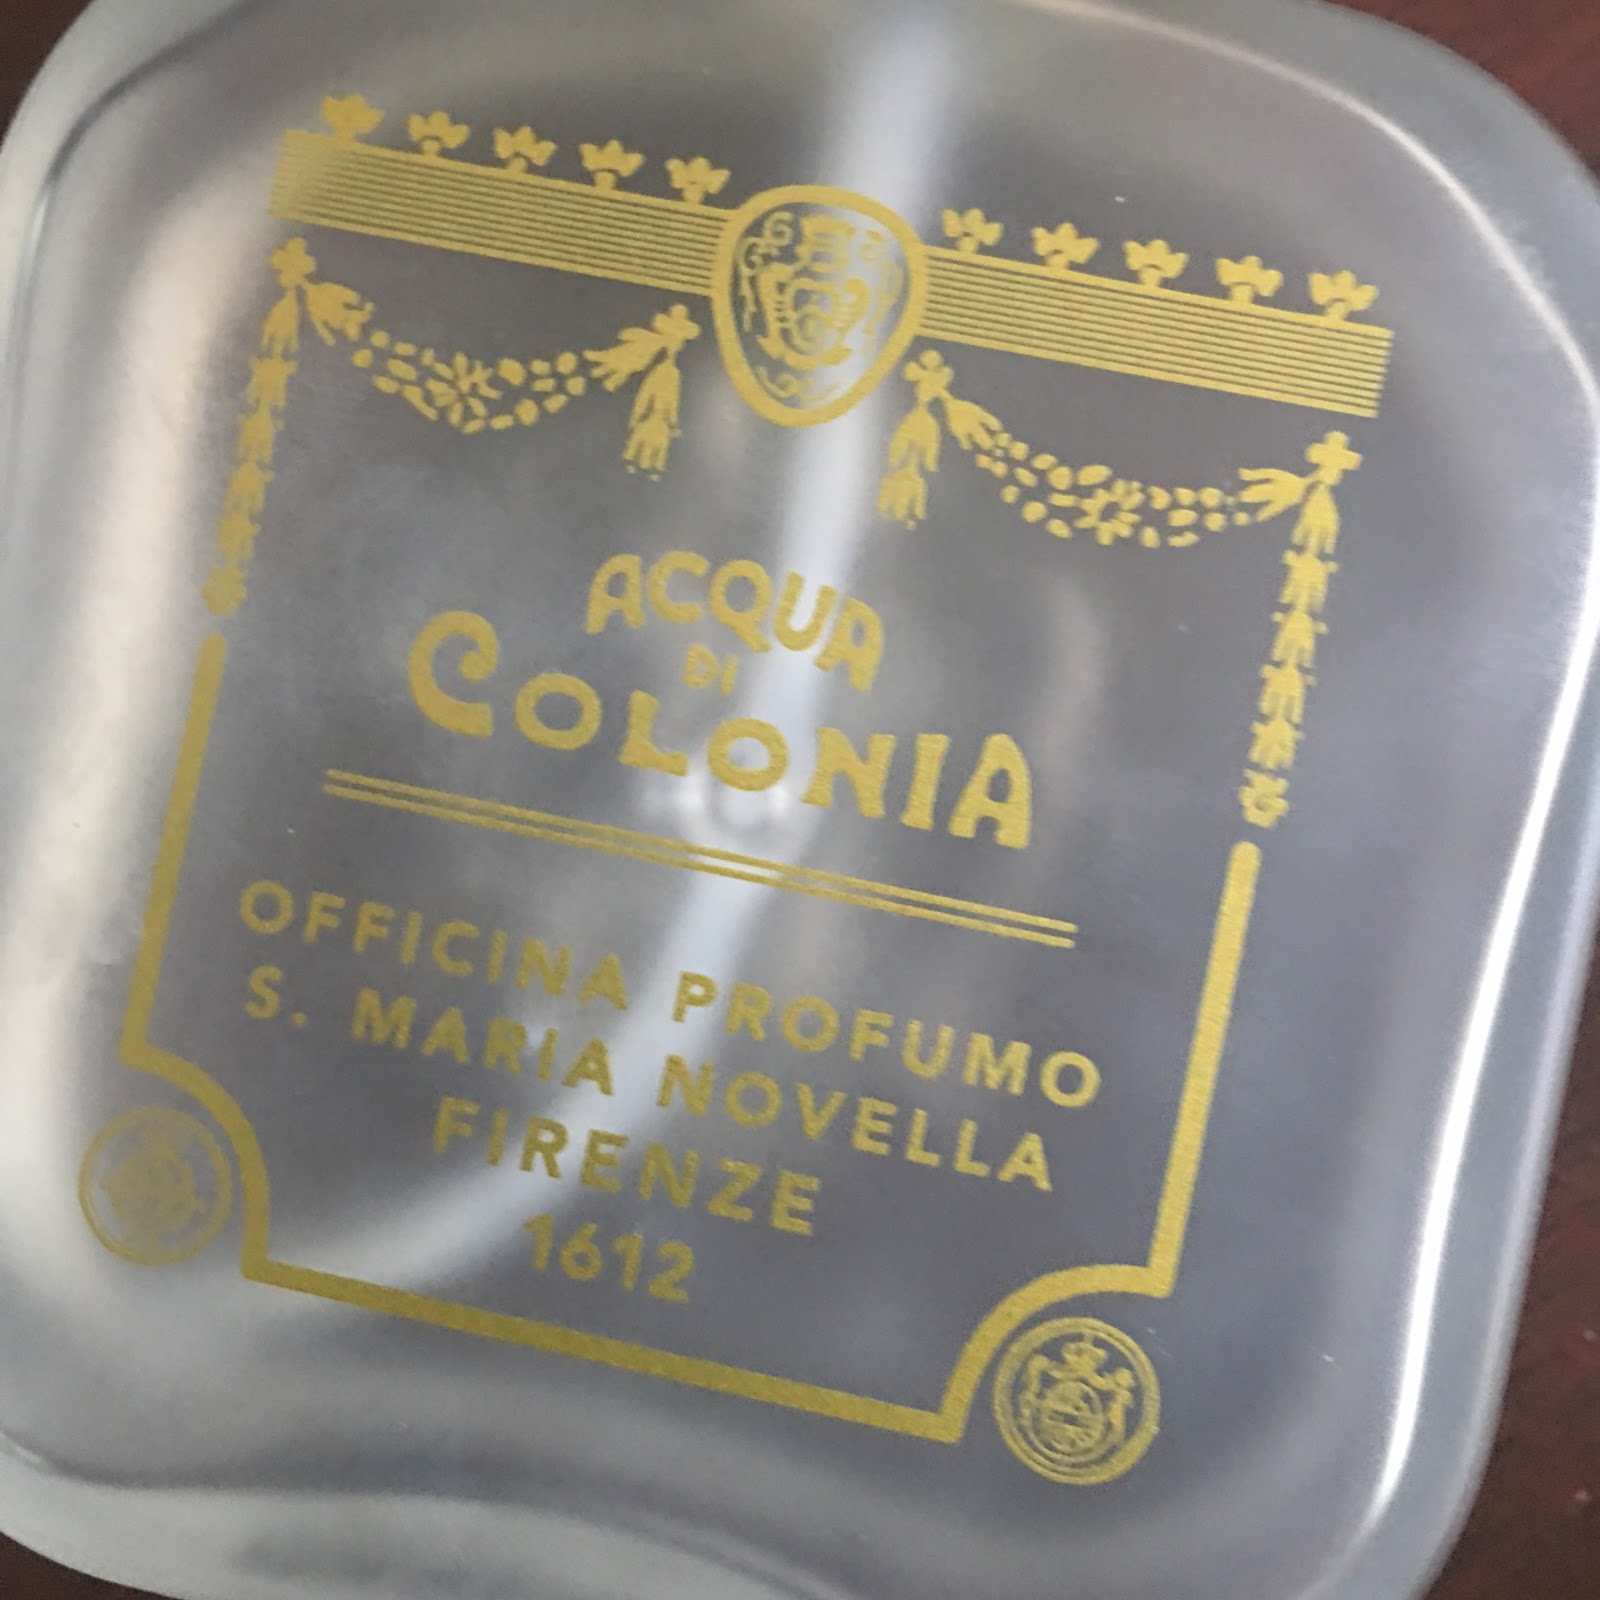 ACQUA
DI
COLONIA
OFFICINA PROFUMO
S. MARIA NOVELLA
FIRENZE
1612